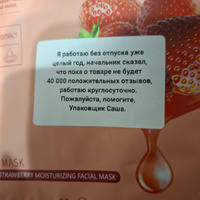 EXTRACT
Я работаю без отпуска уже
целый год, начальник сказал,
что пока о товаре не будет
40 000 положительных отзывов,
работаю круглосуточно.
Пожалуйста, помогите,
Упаковщик Саша.
MASK
STRAWBERRY MOISTURIZING FACIAL MASK